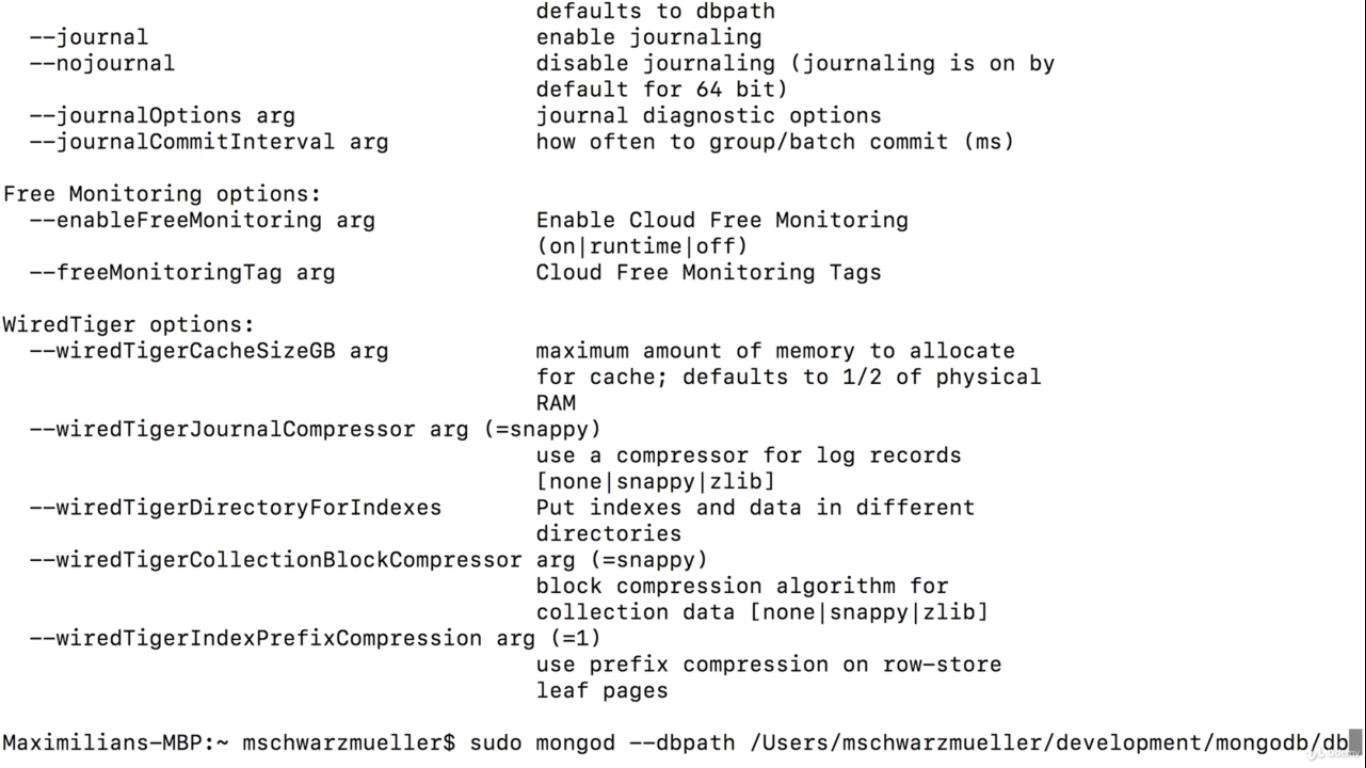 defaults to dbpath
--journal enable journaling
--nojournal disable journaling (journaling is on by
default for 64 bit)
--journalOptions arg journal diagnostic options
--journalCommitInterval arg how often to group/batch commit (ms)
Free Monitoring options:
--enableFreeMonitoring arg Enable Cloud Free Monitoring
(on|runtime|off)
--freeMonitoringTag arg Cloud Free Monitoring Tags
WiredTiger options:
--wiredTigerCacheSizeGB arg maximum amount of memory to allocate
for cache; defaults to 1/2 of physical
RAM
--wiredTigerJournalCompressor arg (=snappy)
use a compressor for log records
[none|snappy|zlib]
--wiredTigerDirectoryForIndexes Put indexes and data in different
directories
--wiredTigerCollectionBlockCompressor arg (=snappy)
block compression algorithm for
collection data [none|snappy|zlib]
--wiredTigerIndexPrefixCompression arg (=1)
use prefix compression on row-store
leaf pages
Maximilians-MBP:~ mschwarzmueller$ sudo mongod --dbpath /Users/mschwarzmueller/development/mongodb/db